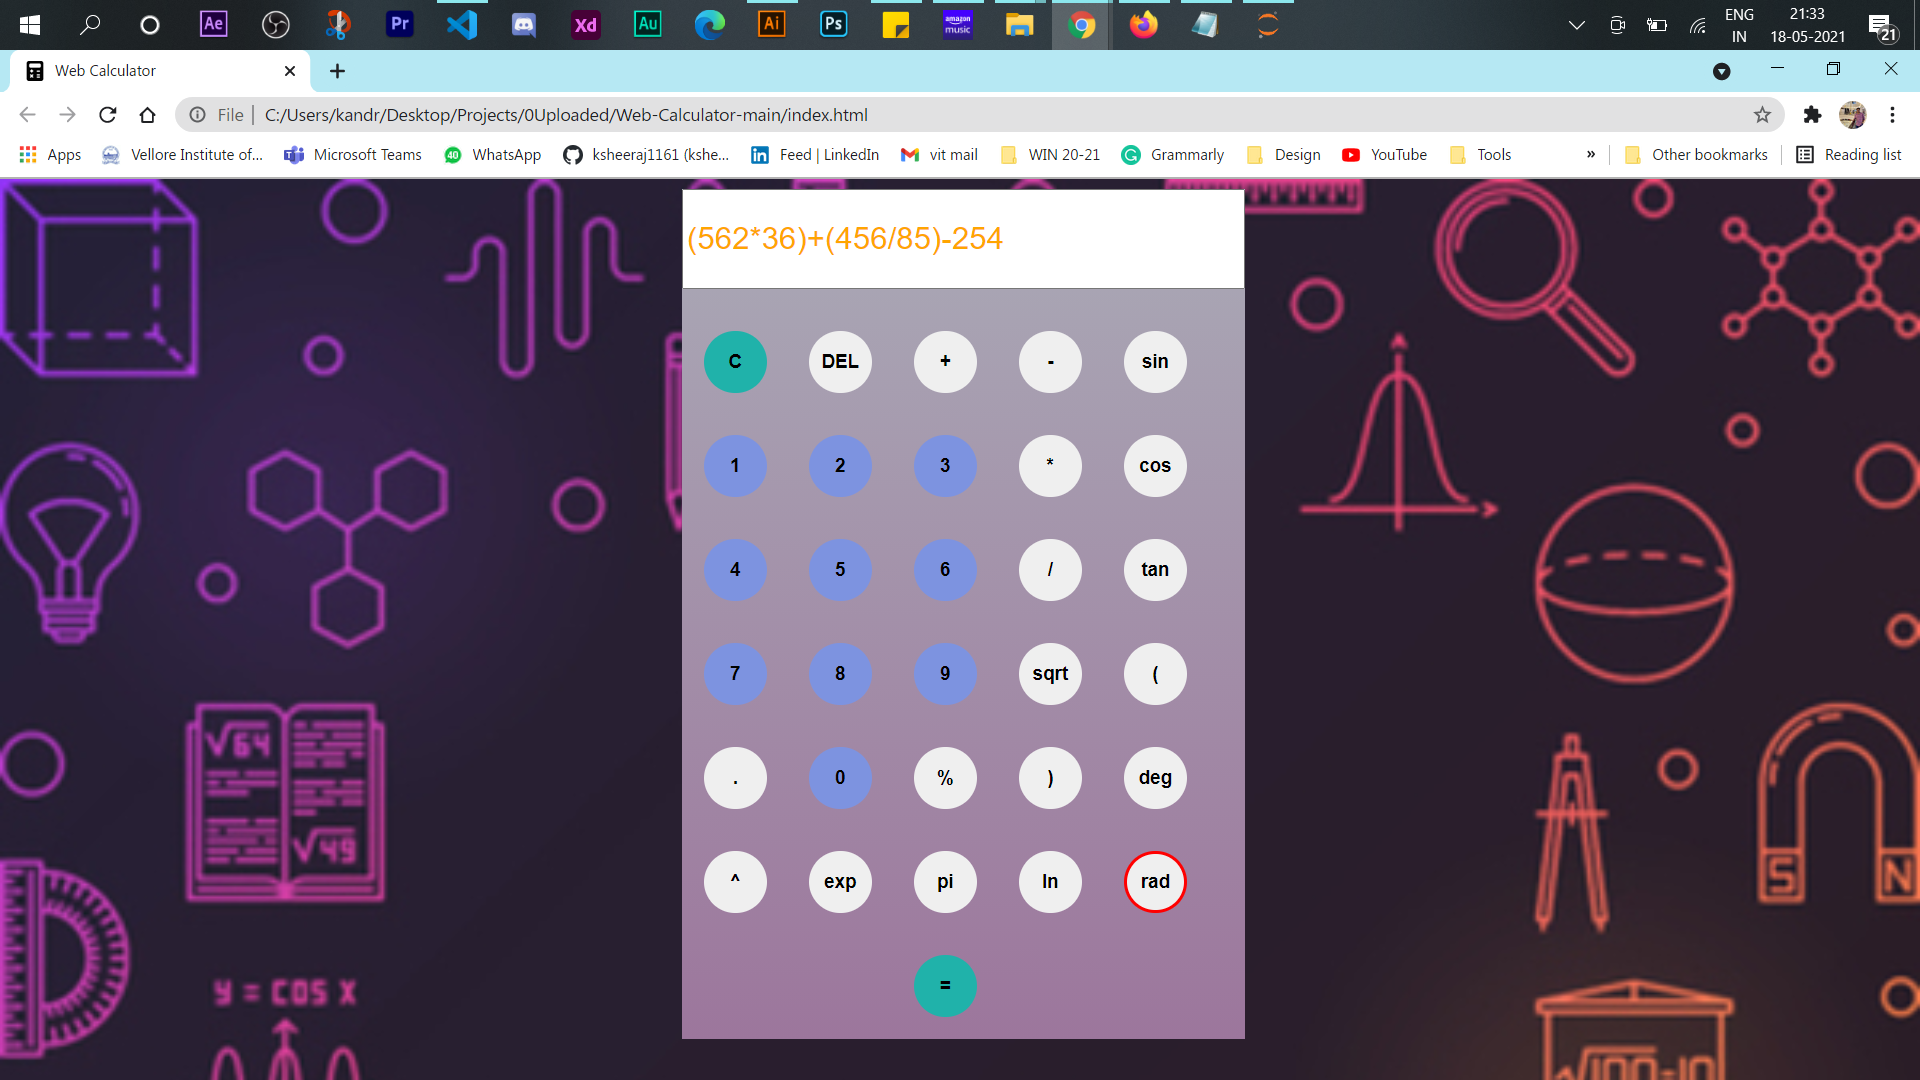 Ae
Pr
Xd
Au
Ai
Ps
amazon music
ENG
IN
21:33
18-05-2021
21
Web Calculator
File | C:/Users/kandr/Desktop/Projects/0Uploaded/Web-Calculator-main/index.html
Apps
Vellore Institute of...
Microsoft Teams
40
WhatsApp
ksheeraj1161 (kshe...
in
Feed | LinkedIn
vit mail
WIN 20-21
G
Grammarly
Design
YouTube
Tools
»
Other bookmarks
Reading list
(562*36)+(456/85)-254
C DEL + - sin
1 2 3 * cos
4 5 6 / tan
7 8 9 sqrt (
. 0 % ) deg
^ exp pi ln rad
=
√64
√49
y = COS X
S N
√100-10